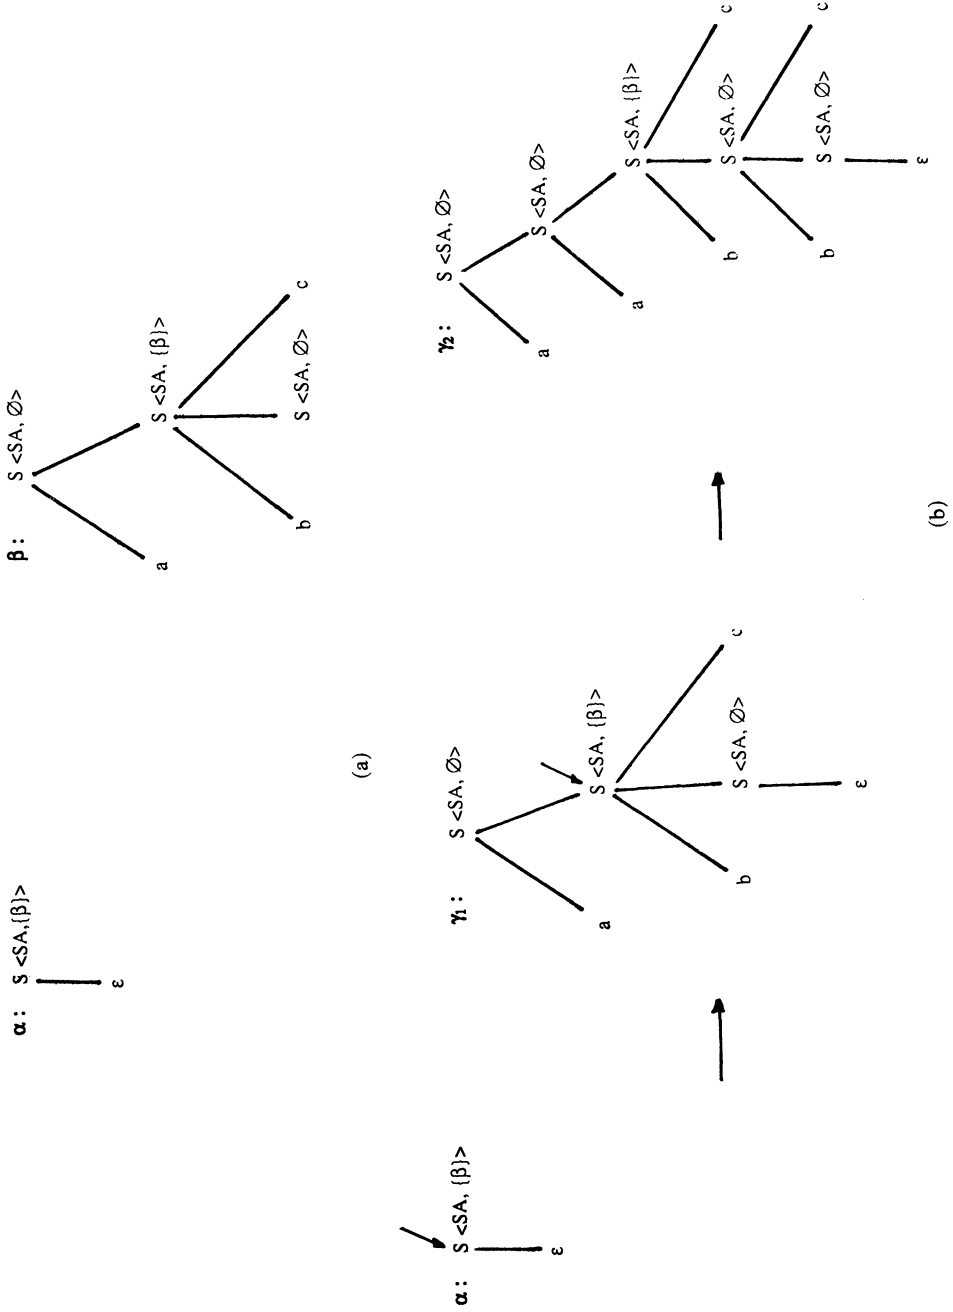 α: S <SA,{β}>
ε
β: S <SA, Ø>
a S <SA, {β}>
b S <SA, Ø> c
(a)
α: S <SA, {β}>
ε
γ1: S <SA, Ø>
a S <SA, {β}>
b S <SA, Ø> c
ε
γ2: S <SA, Ø>
a S <SA, Ø>
a S <SA, {β}>
b S <SA, Ø> c
b S <SA, Ø> c
ε
(b)